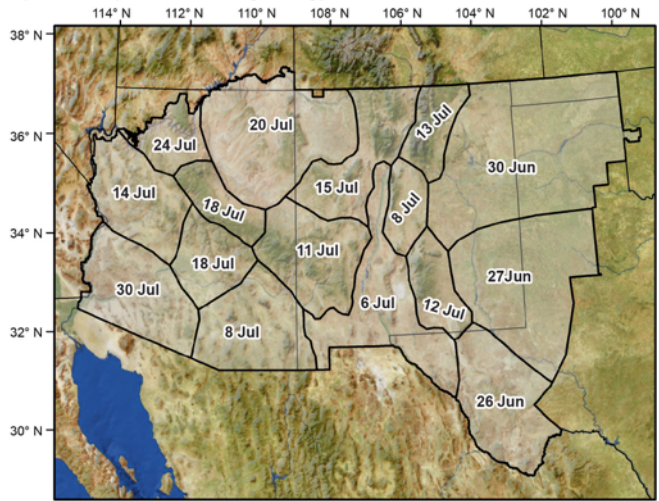 114° N 112° N 110° N 108° N 106° N 104° N 102° N 100° N
38° N
36° N
34° N
32° N
30° N
20 Jul
13 Jul
24 Jul
30 Jun
15 Jul
14 Jul
18 Jul
8 Jul
11 Jul
18 Jul
27Jun
30 Jul
6 Jul
12 Jul
8 Jul
26 Jun